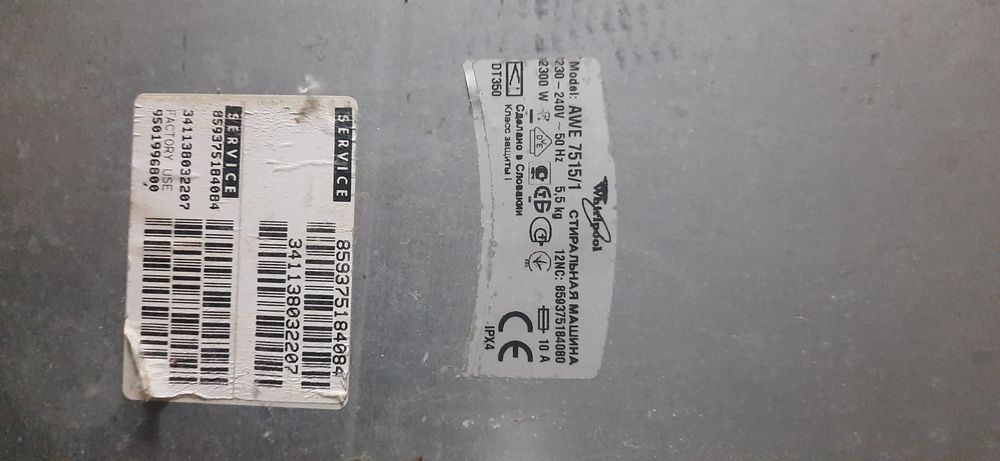 SERVICE
859375184084
341138032207
SERVICE
859375184084
341138032207
FACTORY USE
9501996800
Whirlpool
СТИРАЛЬНАЯ МАШИНА
Model: AWE 7515/1
12NC: 859375184080
230 - 240V ~ 50 Hz
5,5 kg
2300 W
10 A
DT350
Сделано в Словакии
Класс защиты I
IPX4